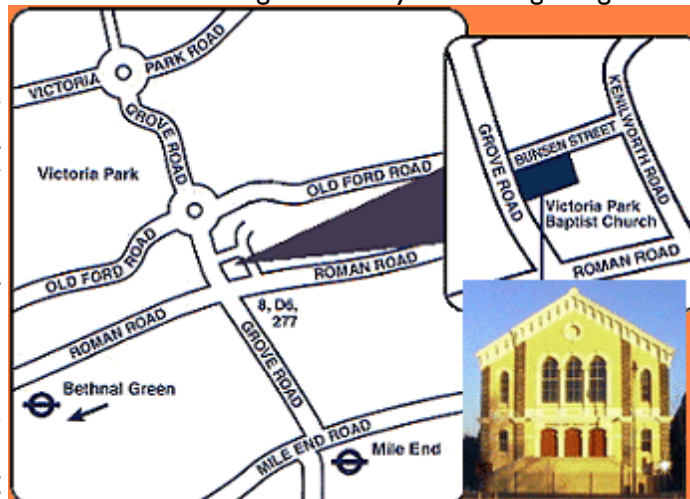 VICTORIA PARK ROAD
GROVE ROAD
Victoria Park
OLD FORD ROAD
OLD FORD ROAD
ROMAN ROAD
ROMAN ROAD
8, D6,
277
GROVE ROAD
Bethnal Green
MILE END ROAD
Mile End
GROVE ROAD
BUNSEN STREET
KENILWORTH ROAD
Victoria Park
Baptist Church
ROMAN ROAD